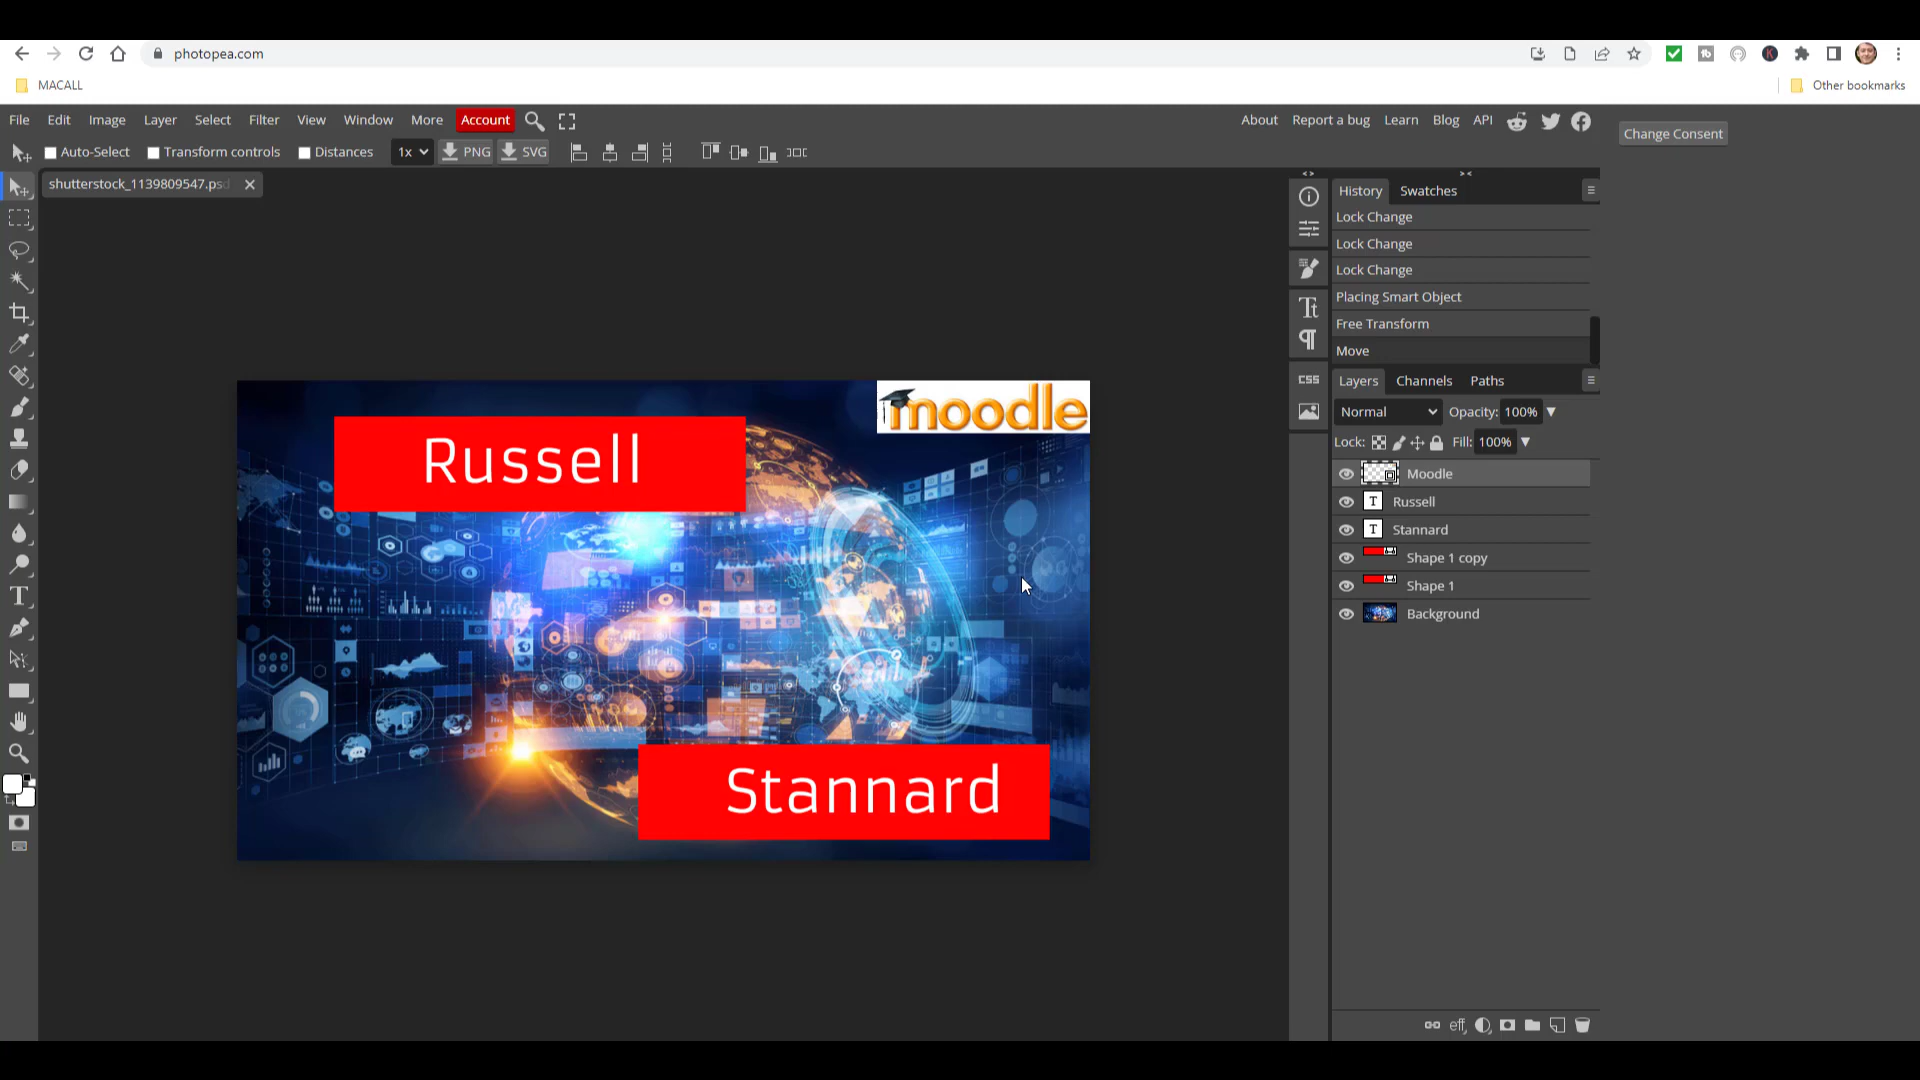 photopea.com
MACALL
Other bookmarks
File Edit Image Layer Select Filter View Window More Account
About Report a bug Learn Blog API
Change Consent
Auto-Select Transform controls Distances 1x PNG SVG
shutterstock_1139809547.psd
History Swatches
Lock Change
Lock Change
Lock Change
Placing Smart Object
Free Transform
Move
Layers Channels Paths
Normal Opacity: 100%
Lock: Fill: 100%
Moodle
T Russell
T Stannard
Shape 1 copy
Shape 1
Background
CSS
eff
moodle
Russell
Stannard